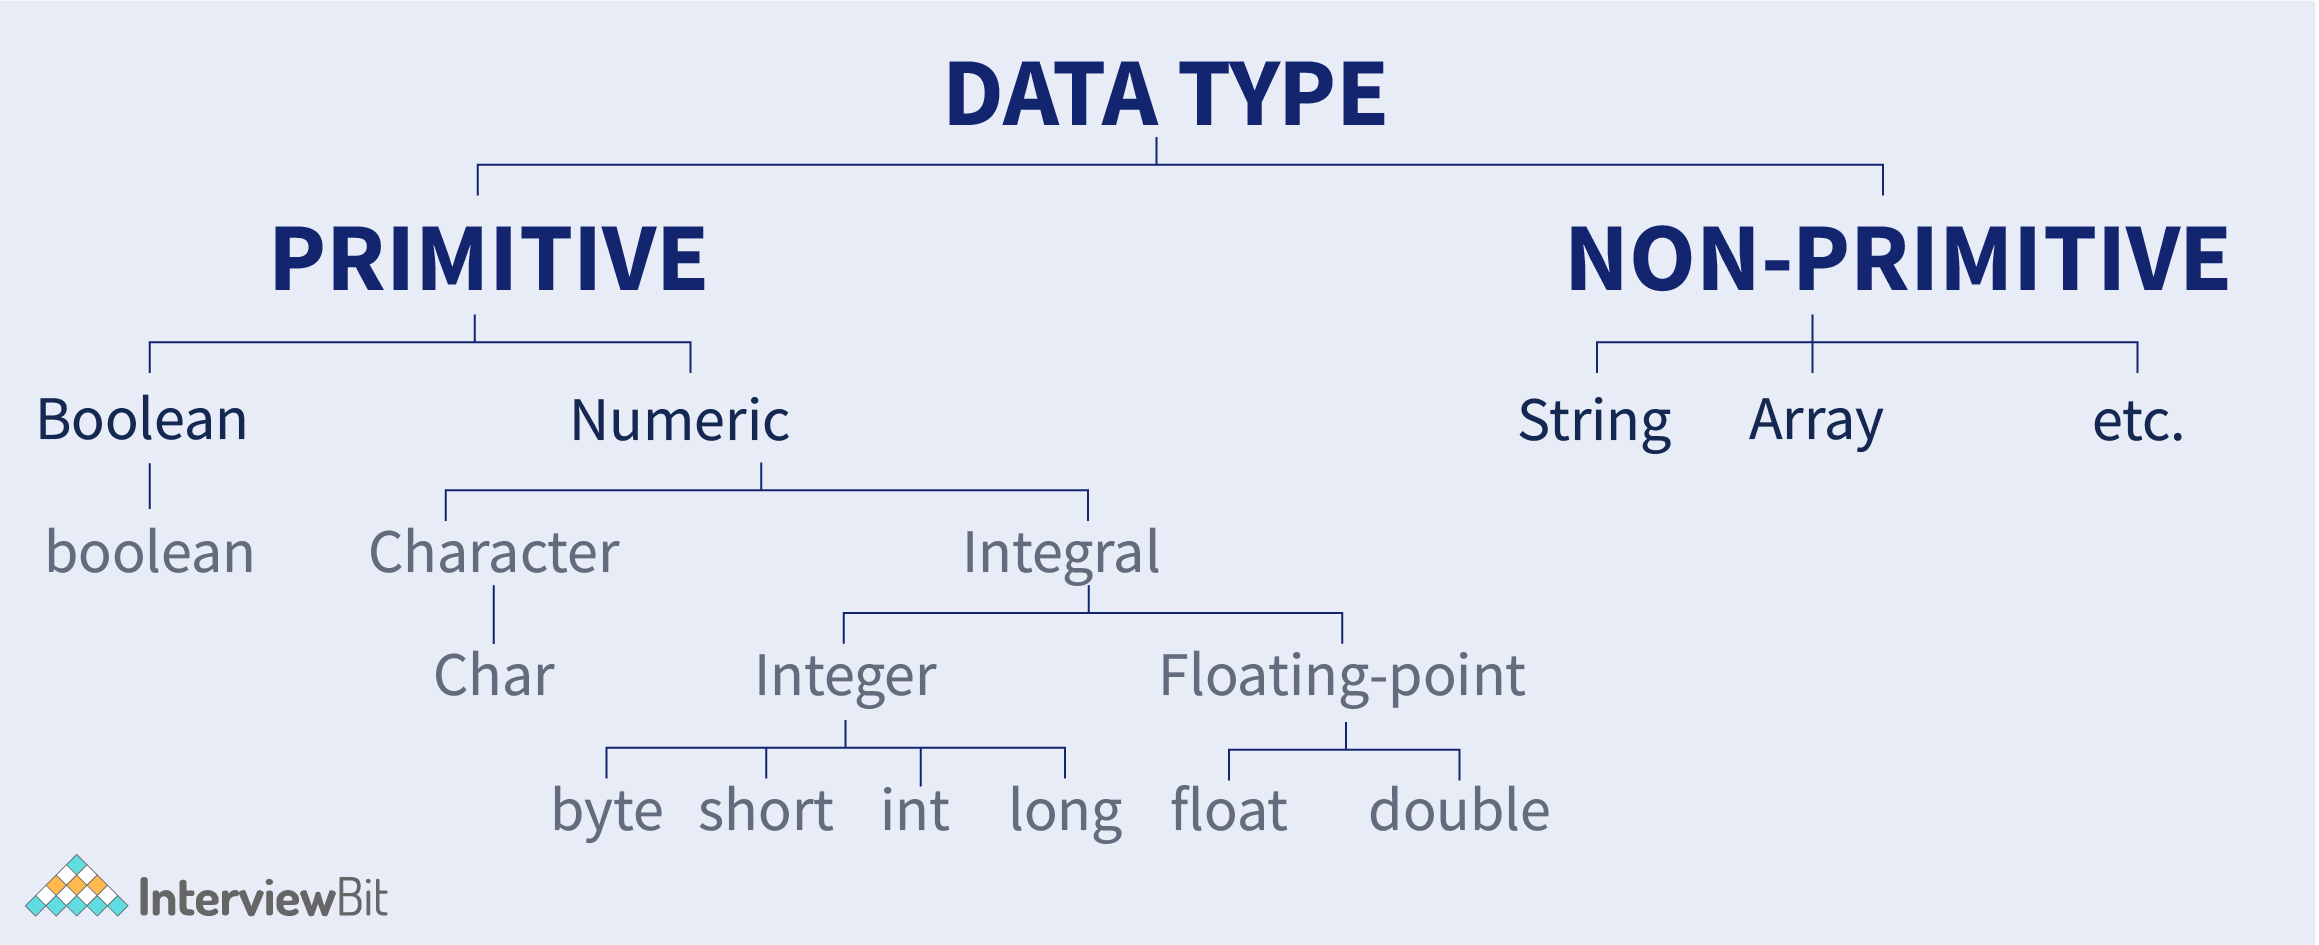 DATA TYPE
PRIMITIVE NON-PRIMITIVE
Boolean Numeric String Array etc.
boolean Character Integral
Char Integer Floating-point
byte short int long float double
InterviewBit